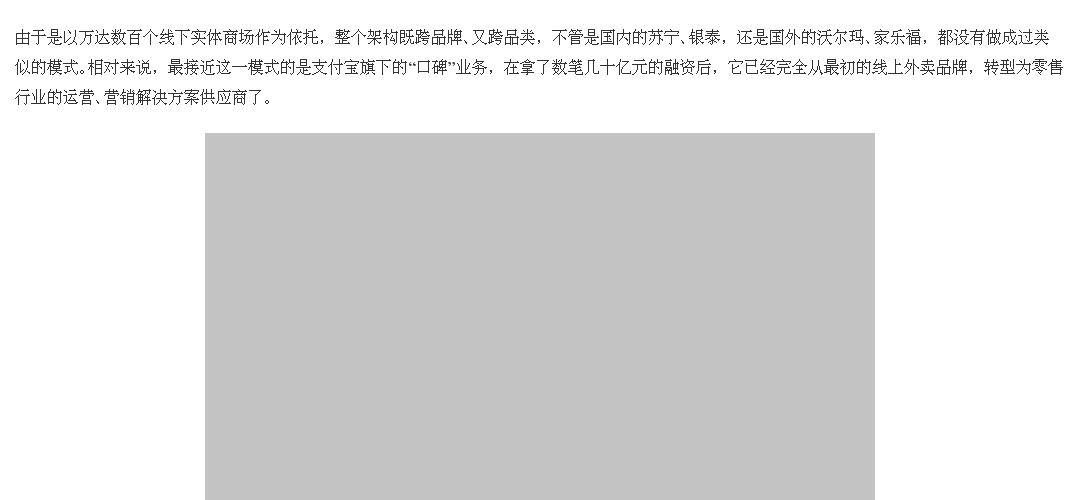 由于是以万达数百个线下实体商场作为依托，整个架构既跨品牌、又跨品类，不管是国内的苏宁、银泰，还是国外的沃尔玛、家乐福，都没有做成过类
似的模式。相对来说，最接近这一模式的是支付宝旗下的“口碑”业务，在拿了数笔几十亿元的融资后，它已经完全从最初的线上外卖品牌，转型为零售
行业的运营、营销解决方案供应商了。